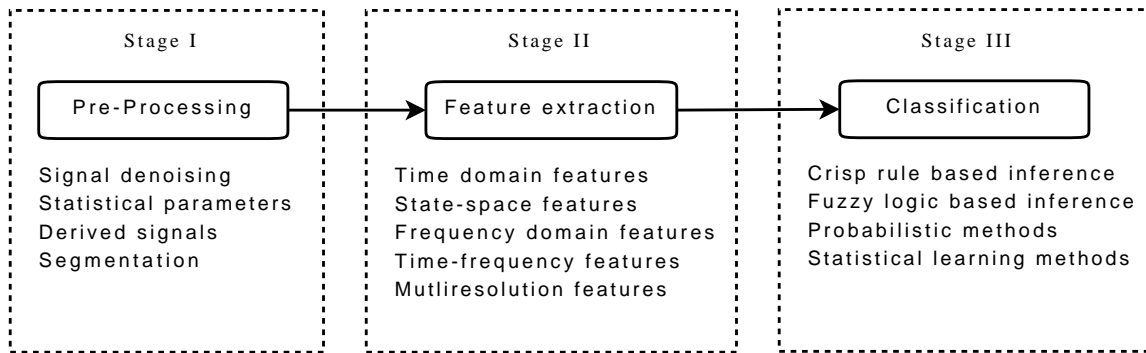 Stage I
Pre-Processing
Signal denoising
Statistical parameters
Derived signals
Segmentation
Stage II
Feature extraction
Time domain features
State-space features
Frequency domain features
Time-frequency features
Mutliresolution features
Stage III
Classification
Crisp rule based inference
Fuzzy logic based inference
Probabilistic methods
Statistical learning methods